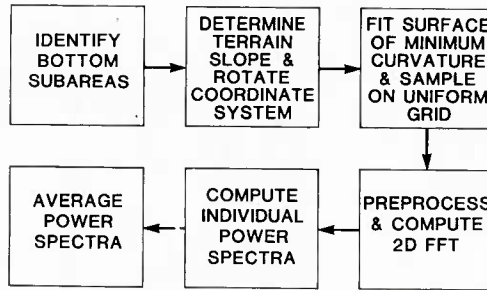 IDENTIFY
BOTTOM
SUBAREAS
DETERMINE
TERRAIN
SLOPE &
ROTATE
COORDINATE
SYSTEM
FIT SURFACE
OF MINIMUM
CURVATURE
& SAMPLE
ON UNIFORM
GRID
PREPROCESS
& COMPUTE
2D FFT
COMPUTE
INDIVIDUAL
POWER
SPECTRA
AVERAGE
POWER
SPECTRA